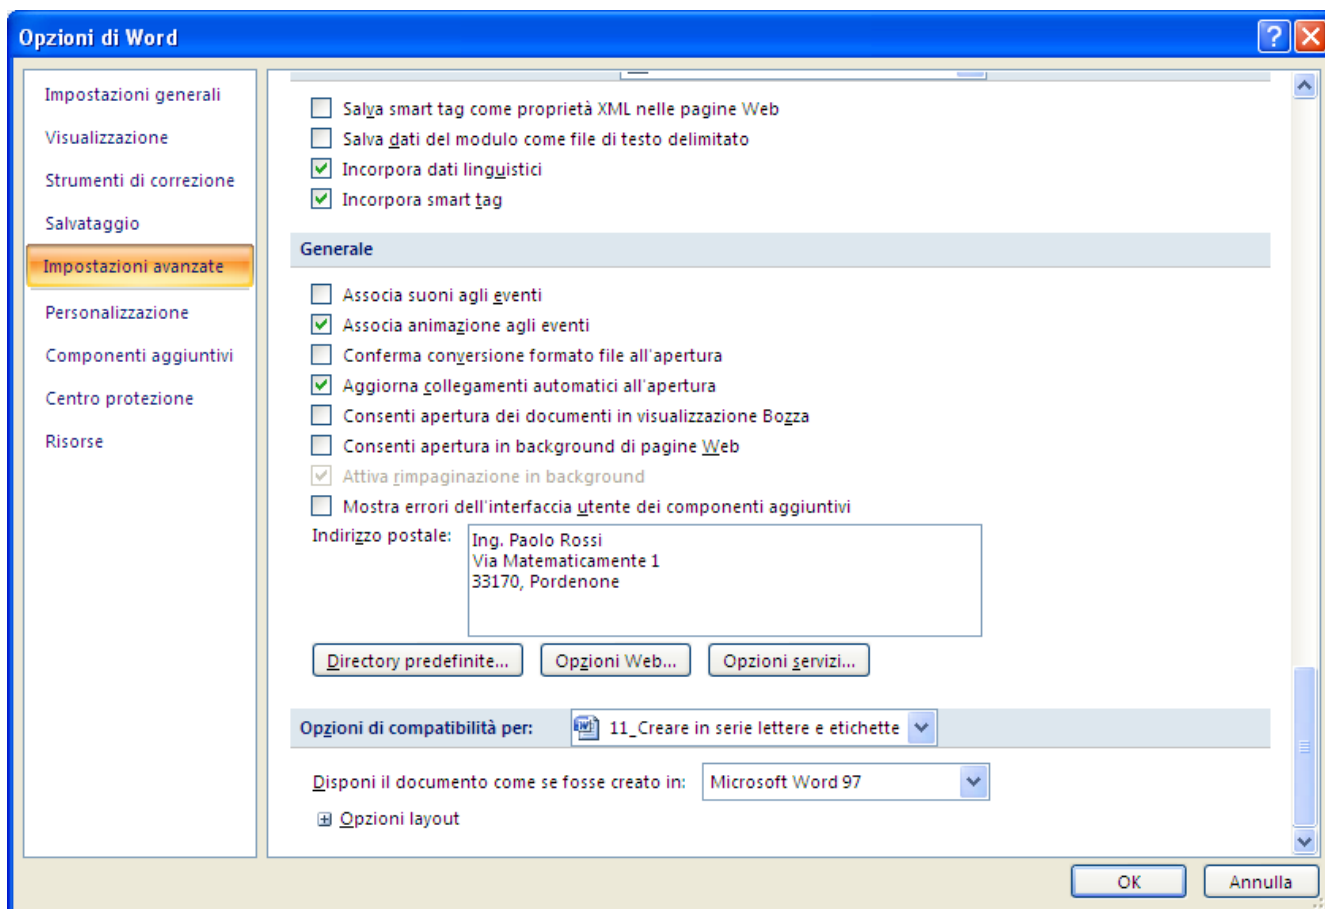 Opzioni di Word
Impostazioni generali
Visualizzazione
Strumenti di correzione
Salvataggio
Impostazioni avanzate
Personalizzazione
Componenti aggiuntivi
Centro protezione
Risorse
Salva smart tag come proprietà XML nelle pagine Web
Salva dati del modulo come file di testo delimitato
Incorpora dati linguistici
Incorpora smart tag
Generale
Associa suoni agli eventi
Associa animazione agli eventi
Conferma conversione formato file all'apertura
Aggiorna collegamenti automatici all'apertura
Consenti apertura dei documenti in visualizzazione Bozza
Consenti apertura in background di pagine Web
Attiva rimpaginazione in background
Mostra errori dell'interfaccia utente dei componenti aggiuntivi
Indirizzo postale:
Ing. Paolo Rossi
Via Matematicamente 1
33170, Pordenone
Directory predefinite... Opzioni Web... Opzioni servizi...
Opzioni di compatibilità per: 11_Creare in serie lettere e etichette
Disponi il documento come se fosse creato in: Microsoft Word 97
Opzioni layout
OK Annulla